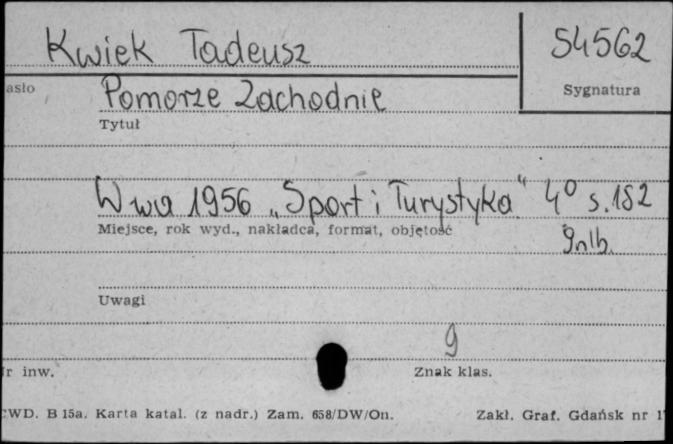 Kwiek Tadeusz
54562
asło
Sygnatura
Pomorze Zachodnie
Tytuł
W wa 1956 „Sport i Turystyka" 4° s. 182
Miejsce, rok wyd., nakładca, format, objętość
9nlb.
Uwagi
9
r inw.
Znak klas.
WD. B 15a. Karta katal. (z nadr.) Zam. 658/DW/On.
Zakł. Graf. Gdańsk nr 1